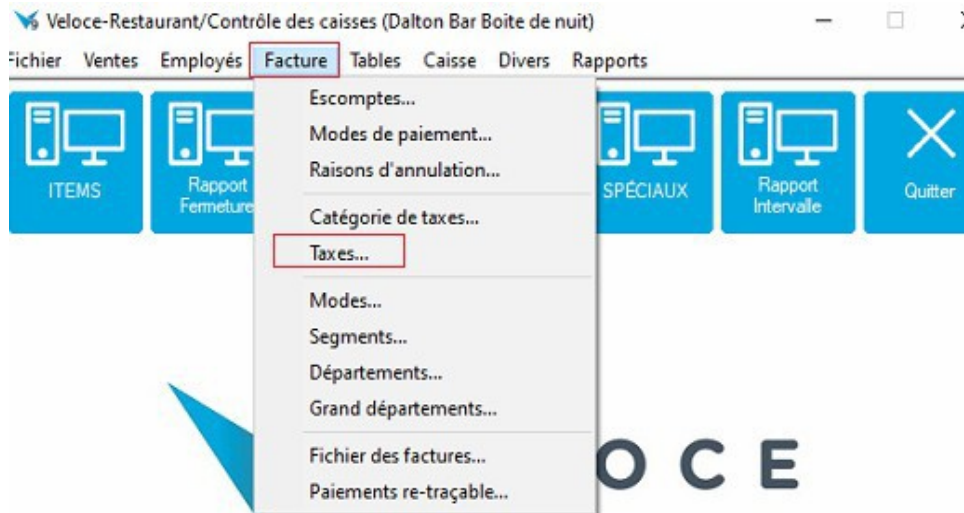 Veloce-Restaurant/Contrôle des caisses (Dalton Bar Boite de nuit)
Fichier Ventes Employés Facture Tables Caisse Divers Rapports
ITEMS
Rapport
Fermeture
SPÉCIAUX
Rapport
Intervalle
Quitter
Escomptes...
Modes de paiement...
Raisons d'annulation...
Catégorie de taxes...
Taxes...
Modes...
Segments...
Départements...
Grand départements...
Fichier des factures...
Paiements re-traçable...
OCE